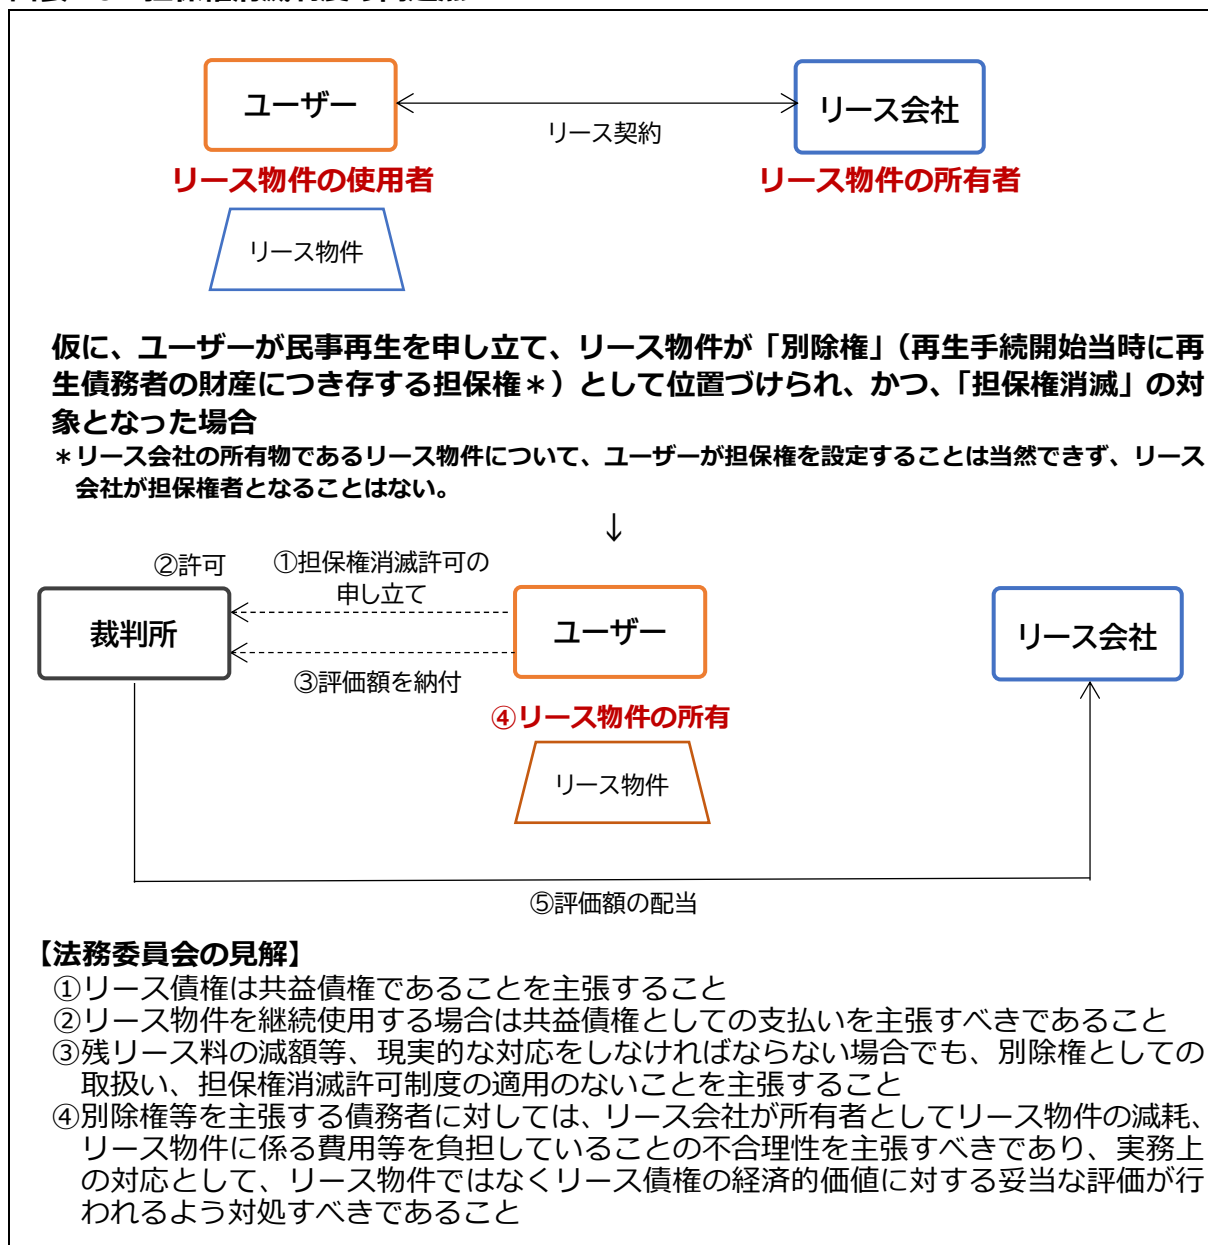 ユーザー
リース会社
リース契約
リース物件の使用者
リース物件の所有者
リース物件
仮に、ユーザーが民事再生を申し立て、リース物件が「別除権」（再生手続開始当時に再
生債務者の財産につき存する担保権＊）として位置づけられ、かつ、「担保権消滅」の対
象となった場合
＊リース会社の所有物であるリース物件について、ユーザーが担保権を設定することは当然できず、リース
会社が担保権者となることはない。
↓
②許可
①担保権消滅許可の
申し立て
裁判所
ユーザー
リース会社
③評価額を納付
④リース物件の所有
リース物件
⑤評価額の配当
【法務委員会の見解】
①リース債権は共益債権であることを主張すること
②リース物件を継続使用する場合は共益債権としての支払いを主張すべきであること
③残リース料の減額等、現実的な対応をしなければならない場合でも、別除権としての
取扱い、担保権消滅許可制度の適用のないことを主張すること
④別除権等を主張する債務者に対しては、リース会社が所有者としてリース物件の減耗、
リース物件に係る費用等を負担していることの不合理性を主張すべきであり、実務上
の対応として、リース物件ではなくリース債権の経済的価値に対する妥当な評価が行
われるよう対処すべきであること